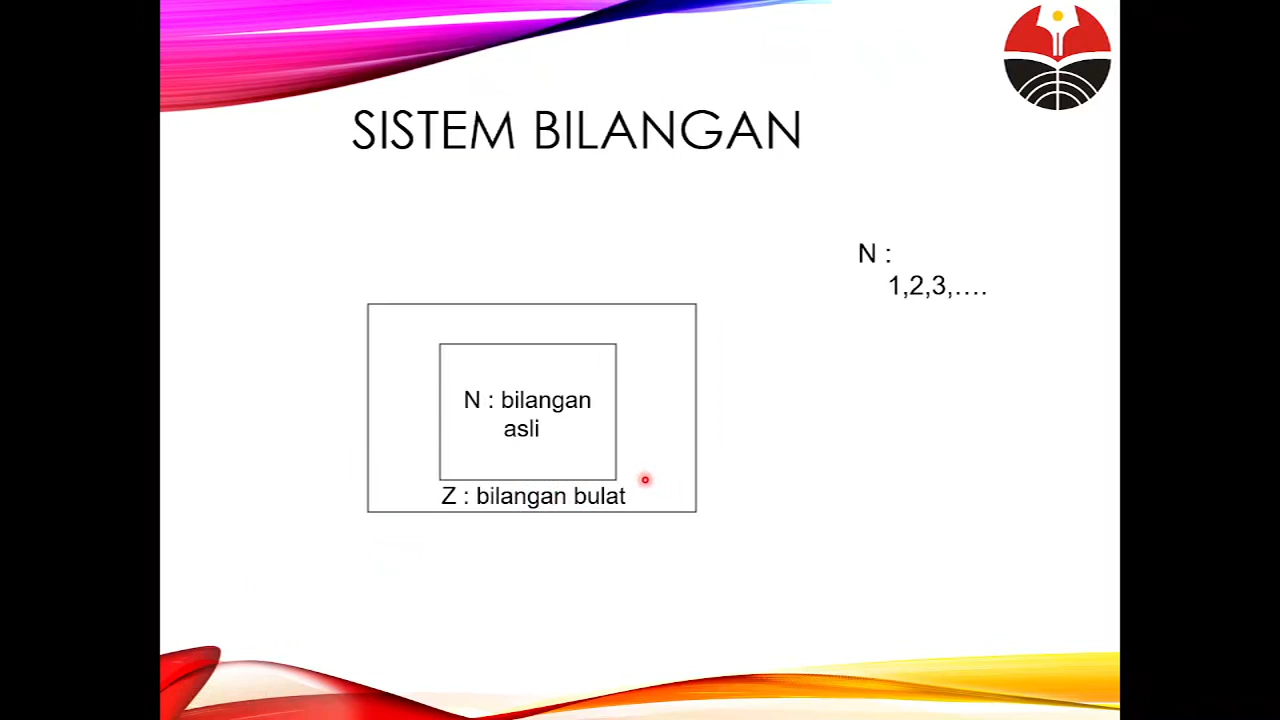 SISTEM BILANGAN
N :
1,2,3,….
N : bilangan
asli
Z : bilangan bulat